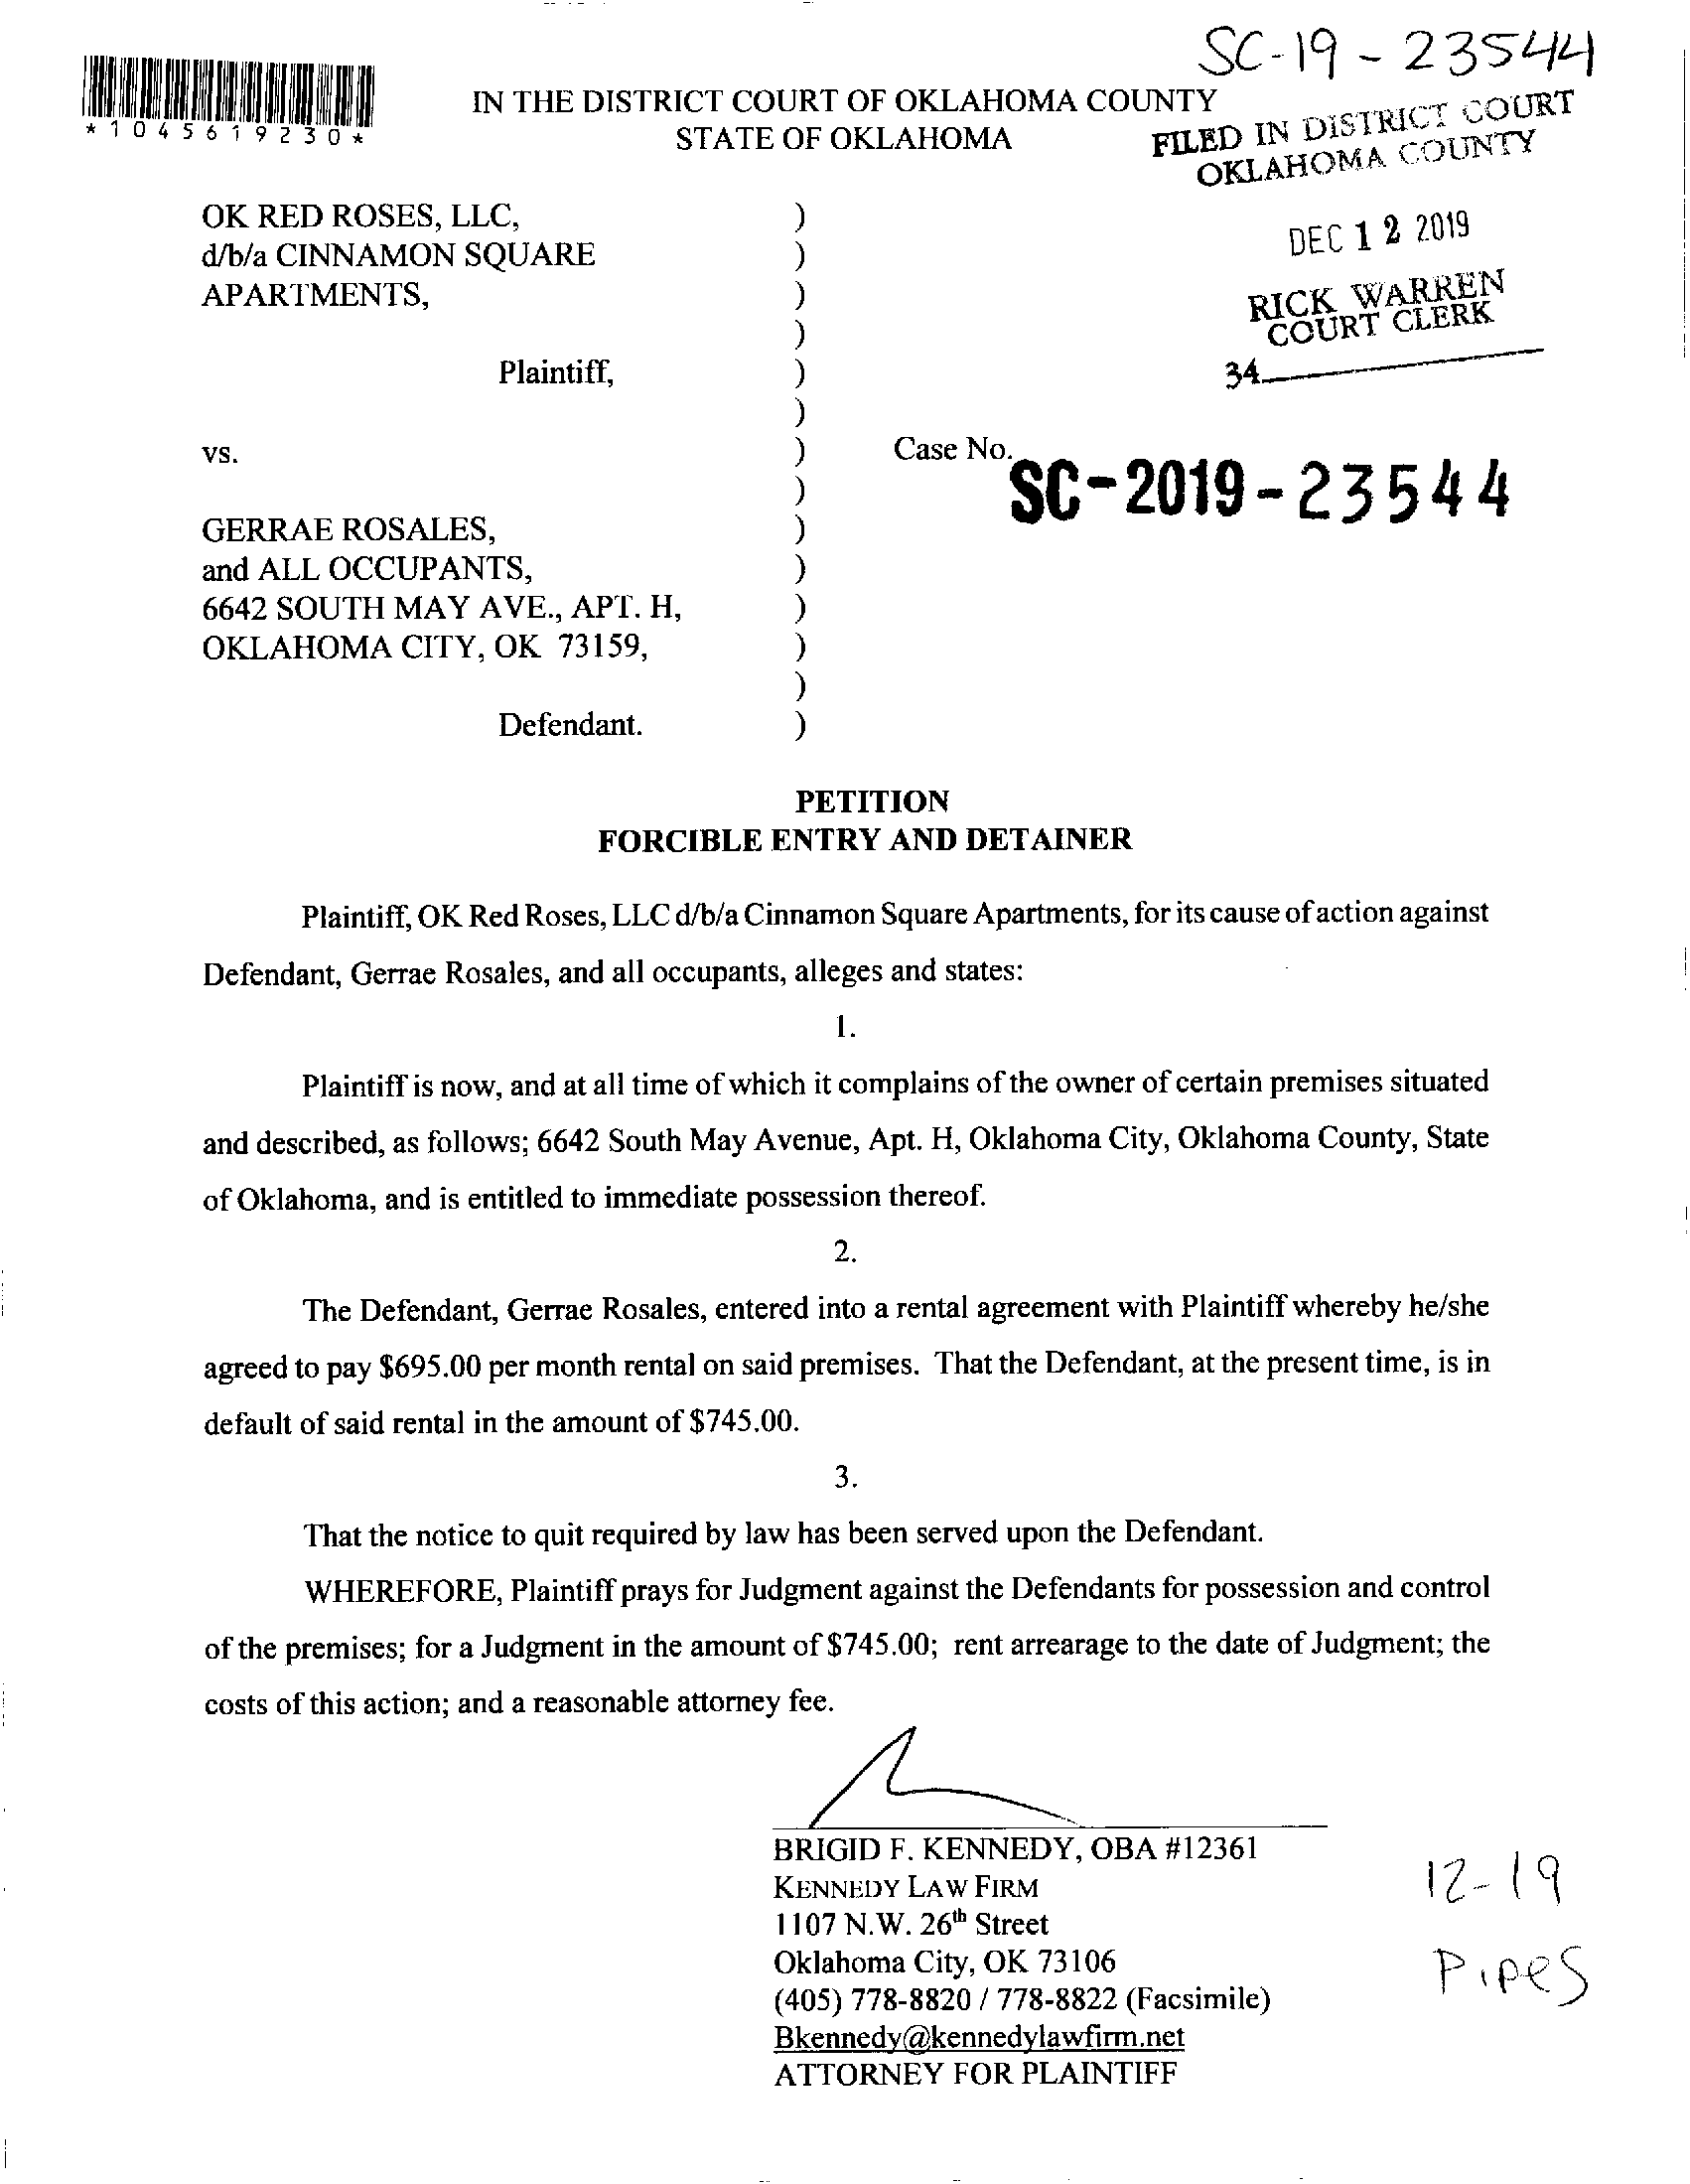 SC-19-23544
*1045619230*
IN THE DISTRICT COURT OF OKLAHOMA COUNTY
STATE OF OKLAHOMA
FILED IN DISTRICT COURT
OKLAHOMA COUNTY
DEC 12 2019
RICK WARREN
COURT CLERK
34
OK RED ROSES, LLC, )
d/b/a CINNAMON SQUARE )
APARTMENTS, )
)
Plaintiff, )
)
vs. ) Case No. SC-2019-23544
)
GERRAE ROSALES, )
and ALL OCCUPANTS, )
6642 SOUTH MAY AVE., APT. H, )
OKLAHOMA CITY, OK 73159, )
)
Defendant. )
PETITION
FORCIBLE ENTRY AND DETAINER
Plaintiff, OK Red Roses, LLC d/b/a Cinnamon Square Apartments, for its cause of action against
Defendant, Gerrae Rosales, and all occupants, alleges and states:
1.
Plaintiff is now, and at all time of which it complains of the owner of certain premises situated
and described, as follows; 6642 South May Avenue, Apt. H, Oklahoma City, Oklahoma County, State
of Oklahoma, and is entitled to immediate possession thereof.
2.
The Defendant, Gerrae Rosales, entered into a rental agreement with Plaintiff whereby he/she
agreed to pay $695.00 per month rental on said premises. That the Defendant, at the present time, is in
default of said rental in the amount of $745.00.
3.
That the notice to quit required by law has been served upon the Defendant.
WHEREFORE, Plaintiff prays for Judgment against the Defendants for possession and control
of the premises; for a Judgment in the amount of $745.00; rent arrearage to the date of Judgment; the
costs of this action; and a reasonable attorney fee.
BRIGID F. KENNEDY, OBA #12361
KENNEDY LAW FIRM
1107 N.W. 26th Street
Oklahoma City, OK 73106
(405) 778-8820 / 778-8822 (Facsimile)
Bkennedy@kennedylawfirm.net
ATTORNEY FOR PLAINTIFF
12-19
Pipes